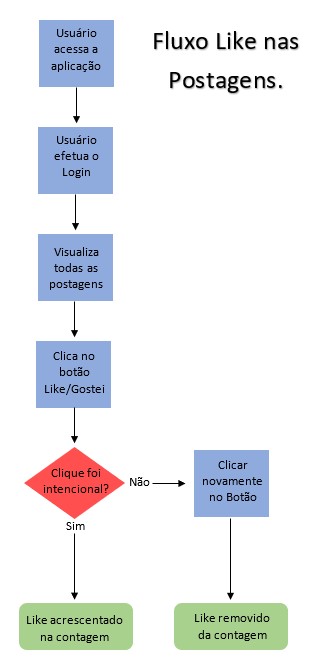 Fluxo Like nas
Postagens.
Usuário
acessa a
aplicação
Usuário
efetua o
Login
Visualiza
todas as
postagens
Clica no
botão
Like/Gostei
Clique foi
intencional?
Não
Clicar
novamente
no Botão
Sim
Like acrescentado
na contagem
Like removido
da contagem